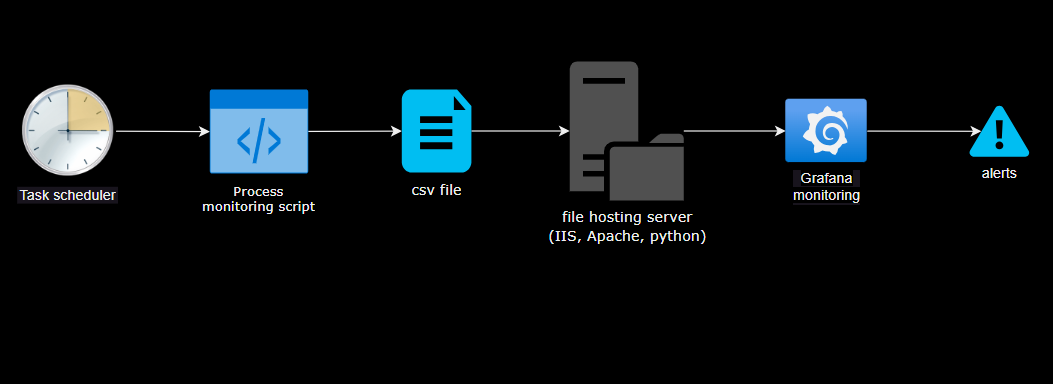 Task scheduler
Process
monitoring script
csv file
file hosting server
(IIS, Apache, python)
Grafana
monitoring
alerts